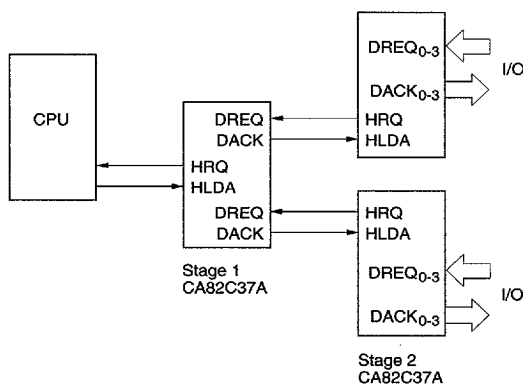 CPU
DREQ
DACK
HRQ
HLDA
DREQ
DACK
Stage 1
CA82C37A
DREQ0-3
DACK0-3
HRQ
HLDA
I/O
HRQ
HLDA
DREQ0-3
DACK0-3
I/O
Stage 2
CA82C37A